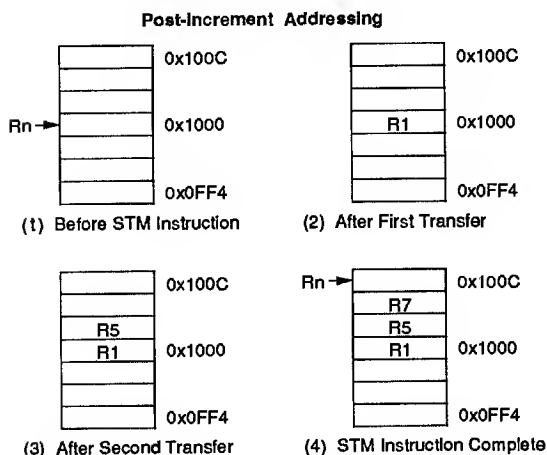 Post-Increment Addressing
0x100C
Rn
0x1000
0x0FF4
(1) Before STM Instruction
0x100C
R1
0x1000
0x0FF4
(2) After First Transfer
0x100C
R5
R1
0x1000
0x0FF4
(3) After Second Transfer
Rn
0x100C
R7
R5
R1
0x1000
0x0FF4
(4) STM Instruction Complete